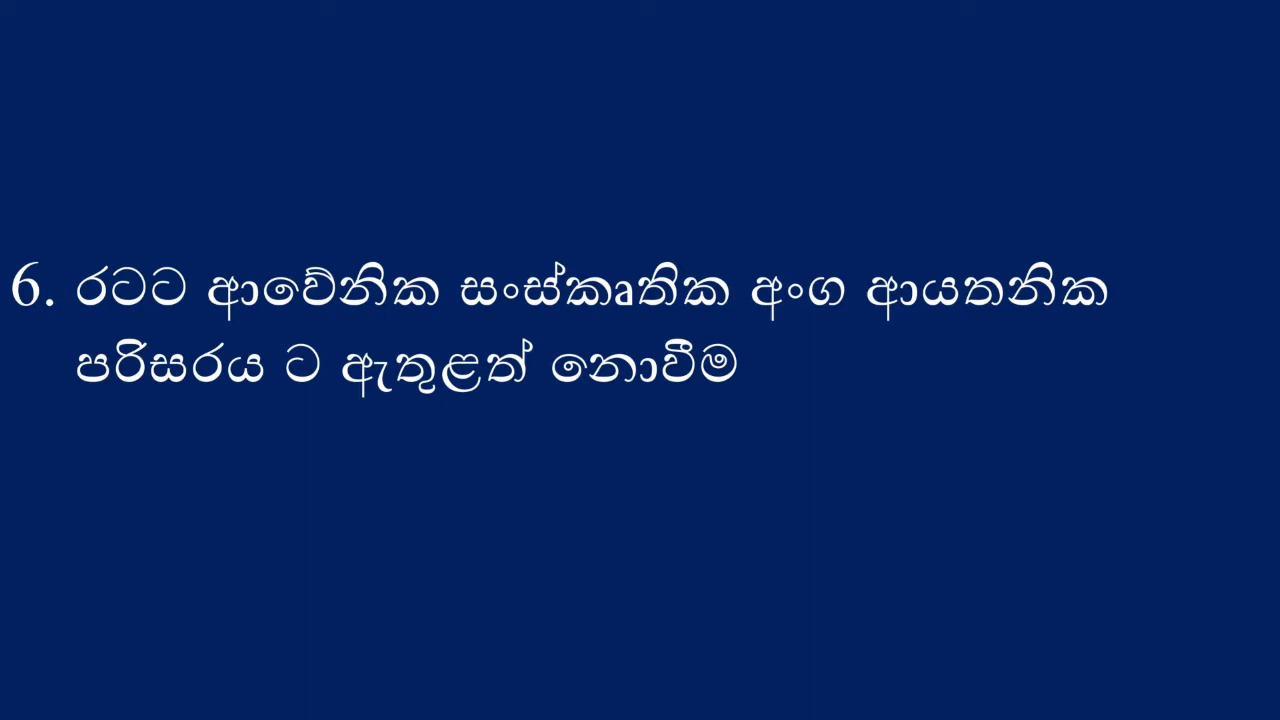 6. රටට ආවේනික සංස්කෘතික අංග ආයතනික
පරිසරය ට ඇතුළත් නොවීම